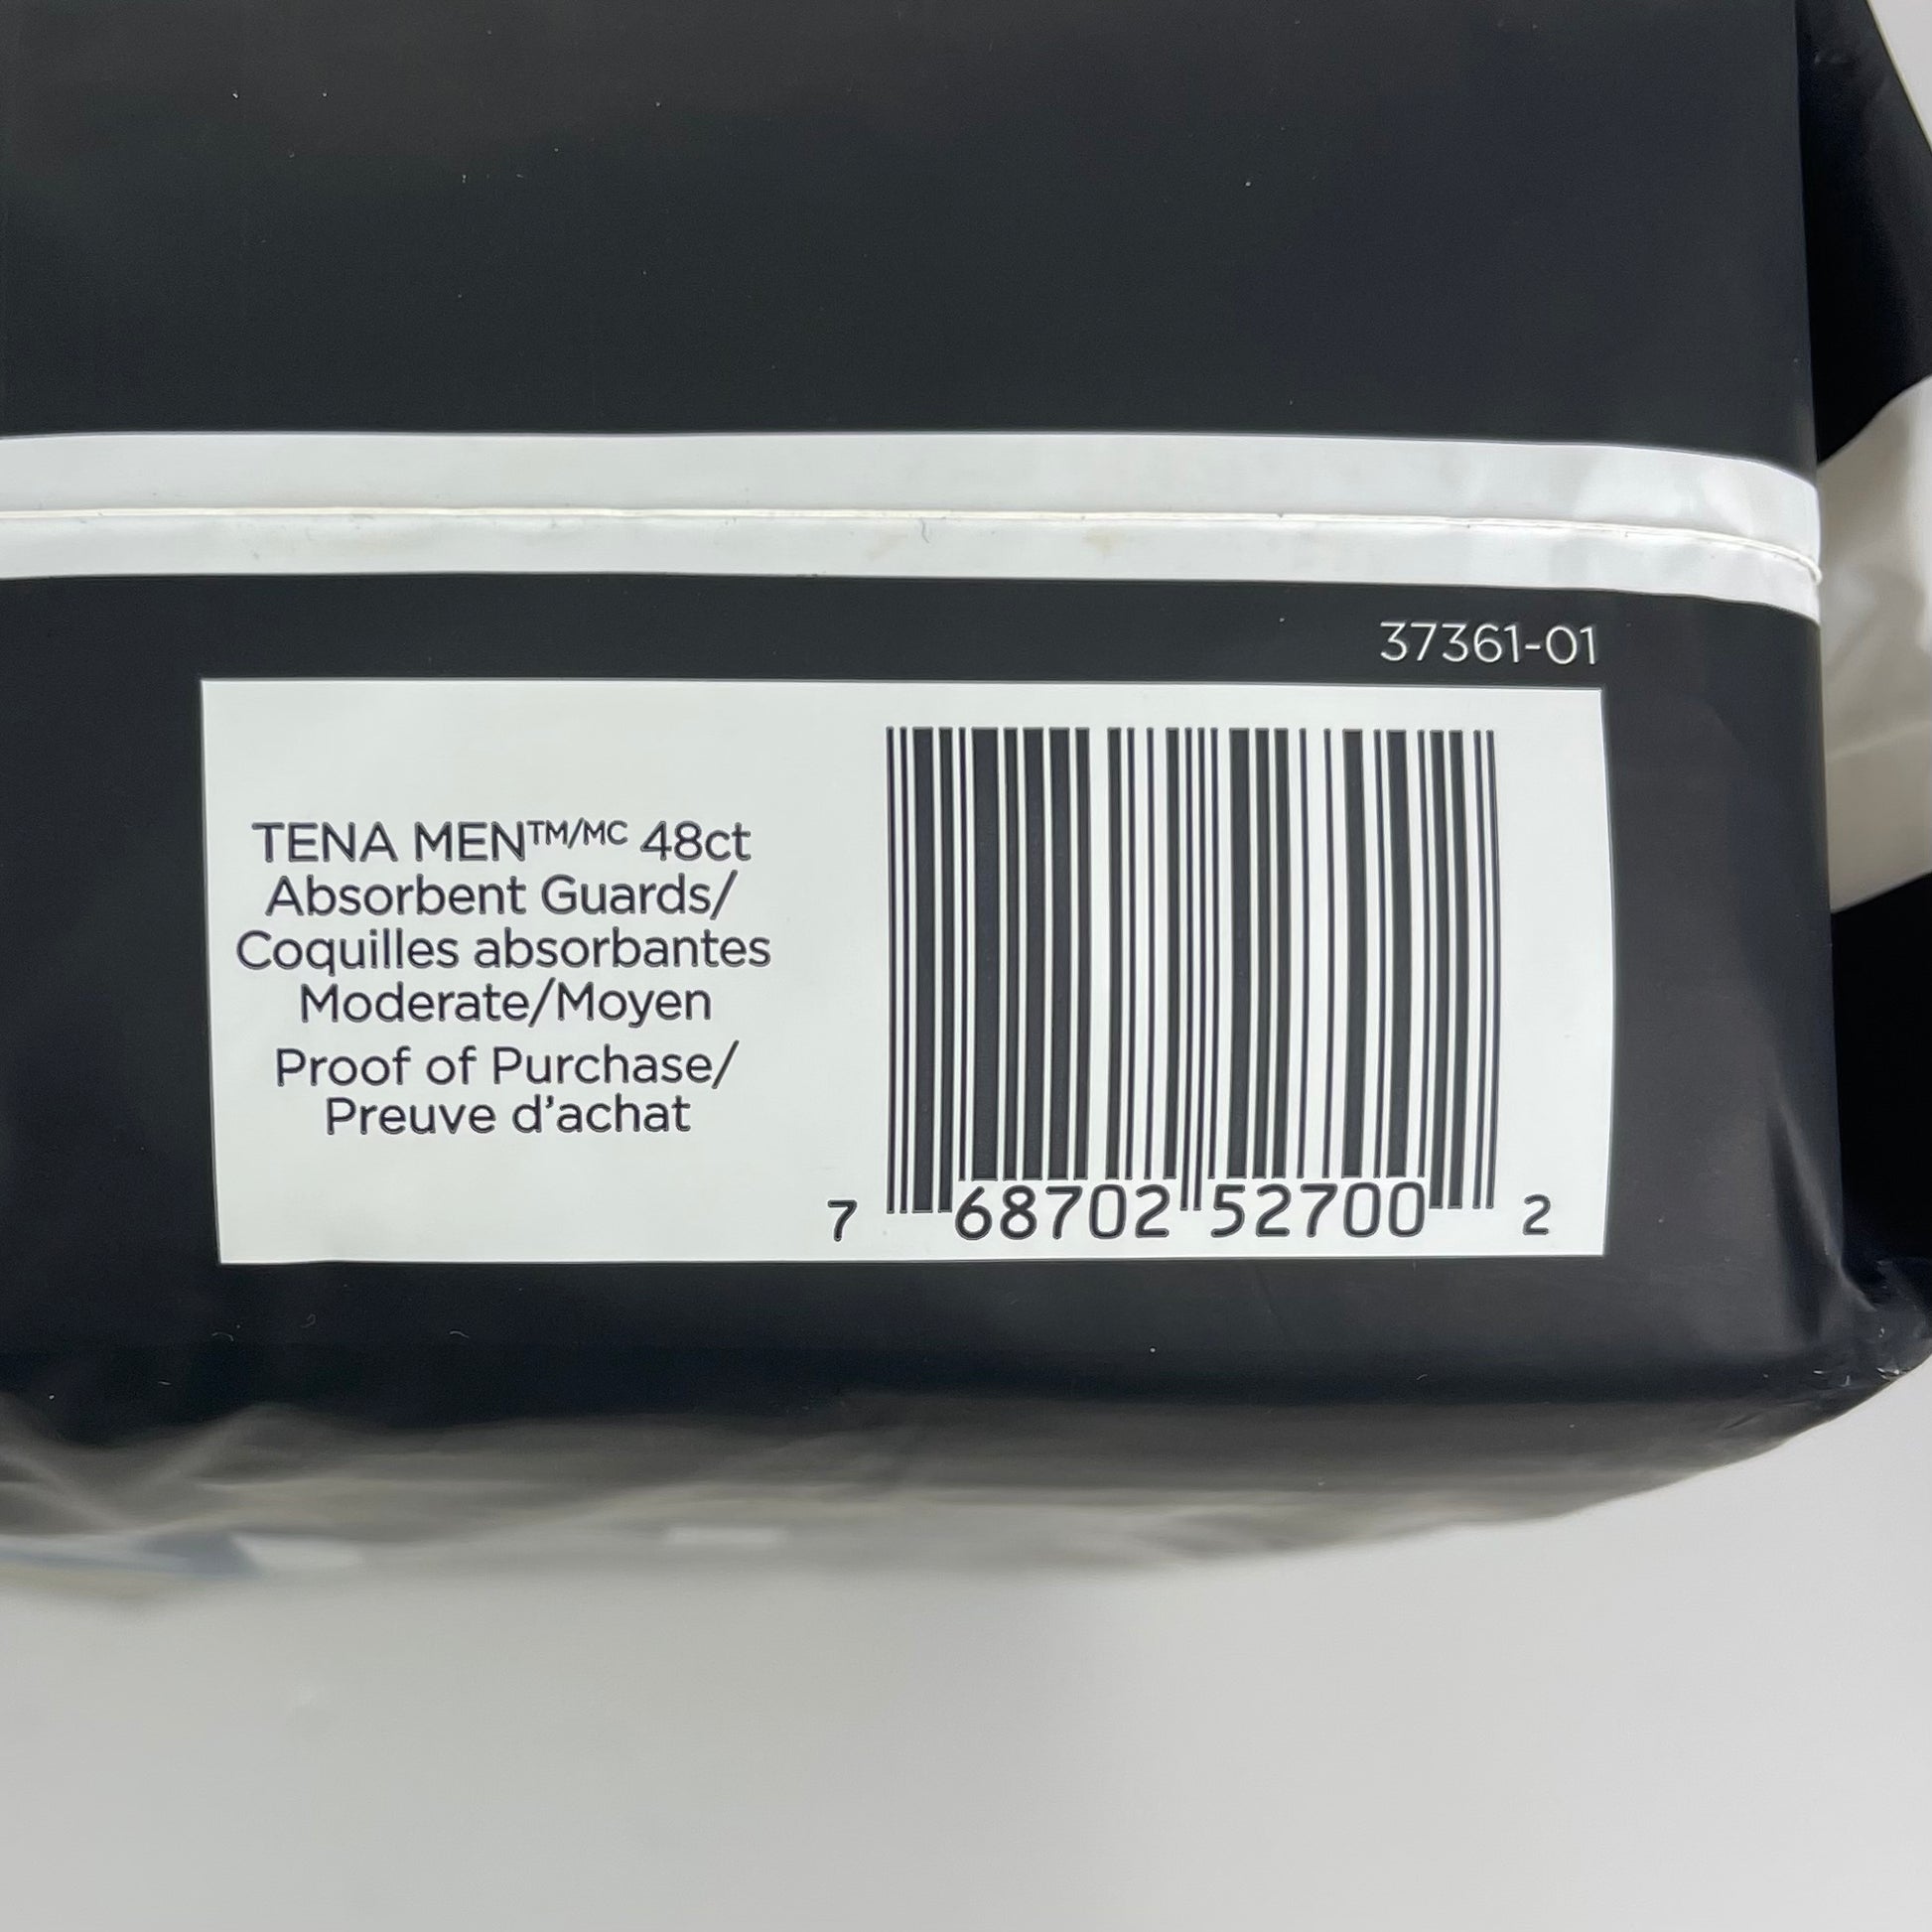 37361-01
TENA MEN™/MC 48ct
Absorbent Guards/
Coquilles absorbantes
Moderate/Moyen
Proof of Purchase/
Preuve d'achat
7 68702 52700 2